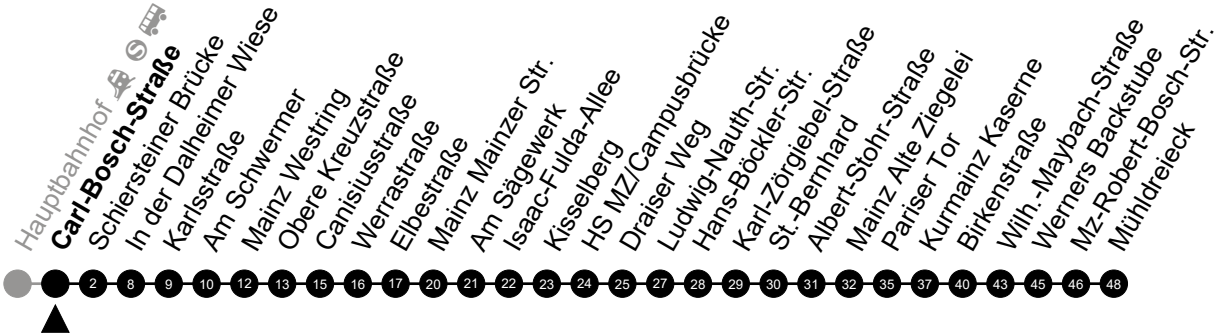 Hauptbahnhof S
Carl-Bosch-Straße
Schiersteiner Brücke
In der Dalheimer Wiese
Karlsstraße
Am Schwermer
Mainz Westring
Obere Kreuzstraße
Canisiusstraße
Werrastraße
Elbestraße
Mainz Mainzer Str.
Am Sägewerk
Isaac-Fulda-Allee
Kisselberg
HS MZ/Campusbrücke
Draiser Weg
Ludwig-Nauth-Str.
Hans-Böckler-Str.
Karl-Zörgiebel-Straße
St.-Bernhard
Albert-Stohr-Straße
Mainz Alte Ziegelei
Pariser Tor
Kurmainz Kaserne
Birkenstraße
Wilh.-Maybach-Straße
Werners Backstube
Mz-Robert-Bosch-Str.
Mühldreieck
2 8 9 10 12 13 15 16 17 20 21 22 23 24 25 27 28 29 30 31 32 35 37 40 43 45 46 48